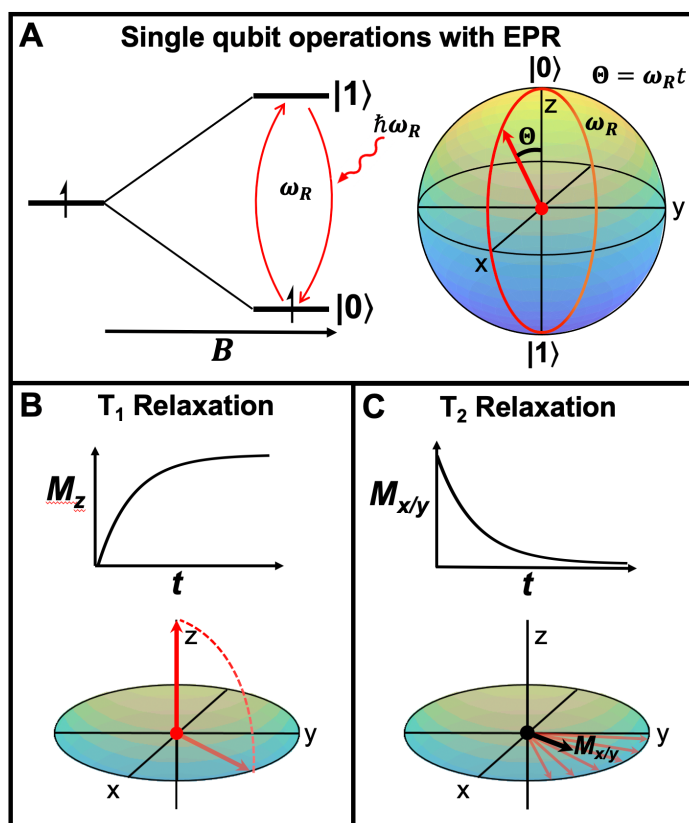 A Single qubit operations with EPR
|0⟩
Θ = ω_R t
|1⟩
z
ħω_R
Θ
ω_R
ω_R
y
x
|0⟩
B
|1⟩
B T₁ Relaxation
M_z
t
z
y
x
C T₂ Relaxation
M_x/y
t
z
y
M_x/y
x